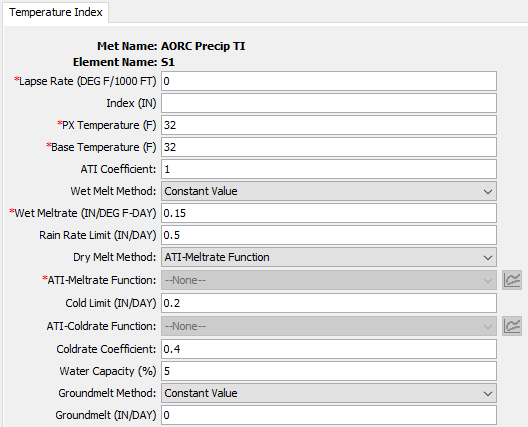 Temperature Index
Met Name: AORC Precip TI
Element Name: S1
*Lapse Rate (DEG F/1000 FT) 0
Index (IN)
*PX Temperature (F) 32
*Base Temperature (F) 32
ATI Coefficient: 1
Wet Melt Method: Constant Value
*Wet Meltrate (IN/DEG F-DAY) 0.15
Rain Rate Limit (IN/DAY) 0.5
Dry Melt Method: ATI-Meltrate Function
*ATI-Meltrate Function: --None--
Cold Limit (IN/DAY) 0.2
ATI-Coldrate Function: --None--
Coldrate Coefficient: 0.4
Water Capacity (%) 5
Groundmelt Method: Constant Value
Groundmelt (IN/DAY) 0